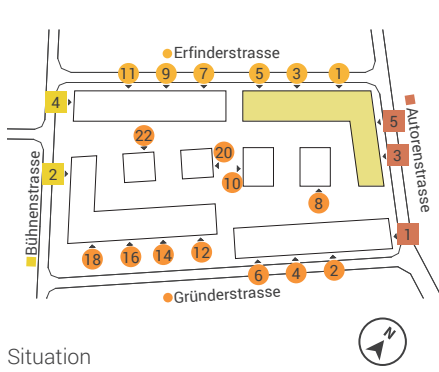 Erfinderstrasse
11 9 7 5 3 1
4
5
Autorenstrasse
22
20
3
2
10
8
Bühnenstrasse
1
18 16 14 12
6 4 2
Gründerstrasse
N
Situation